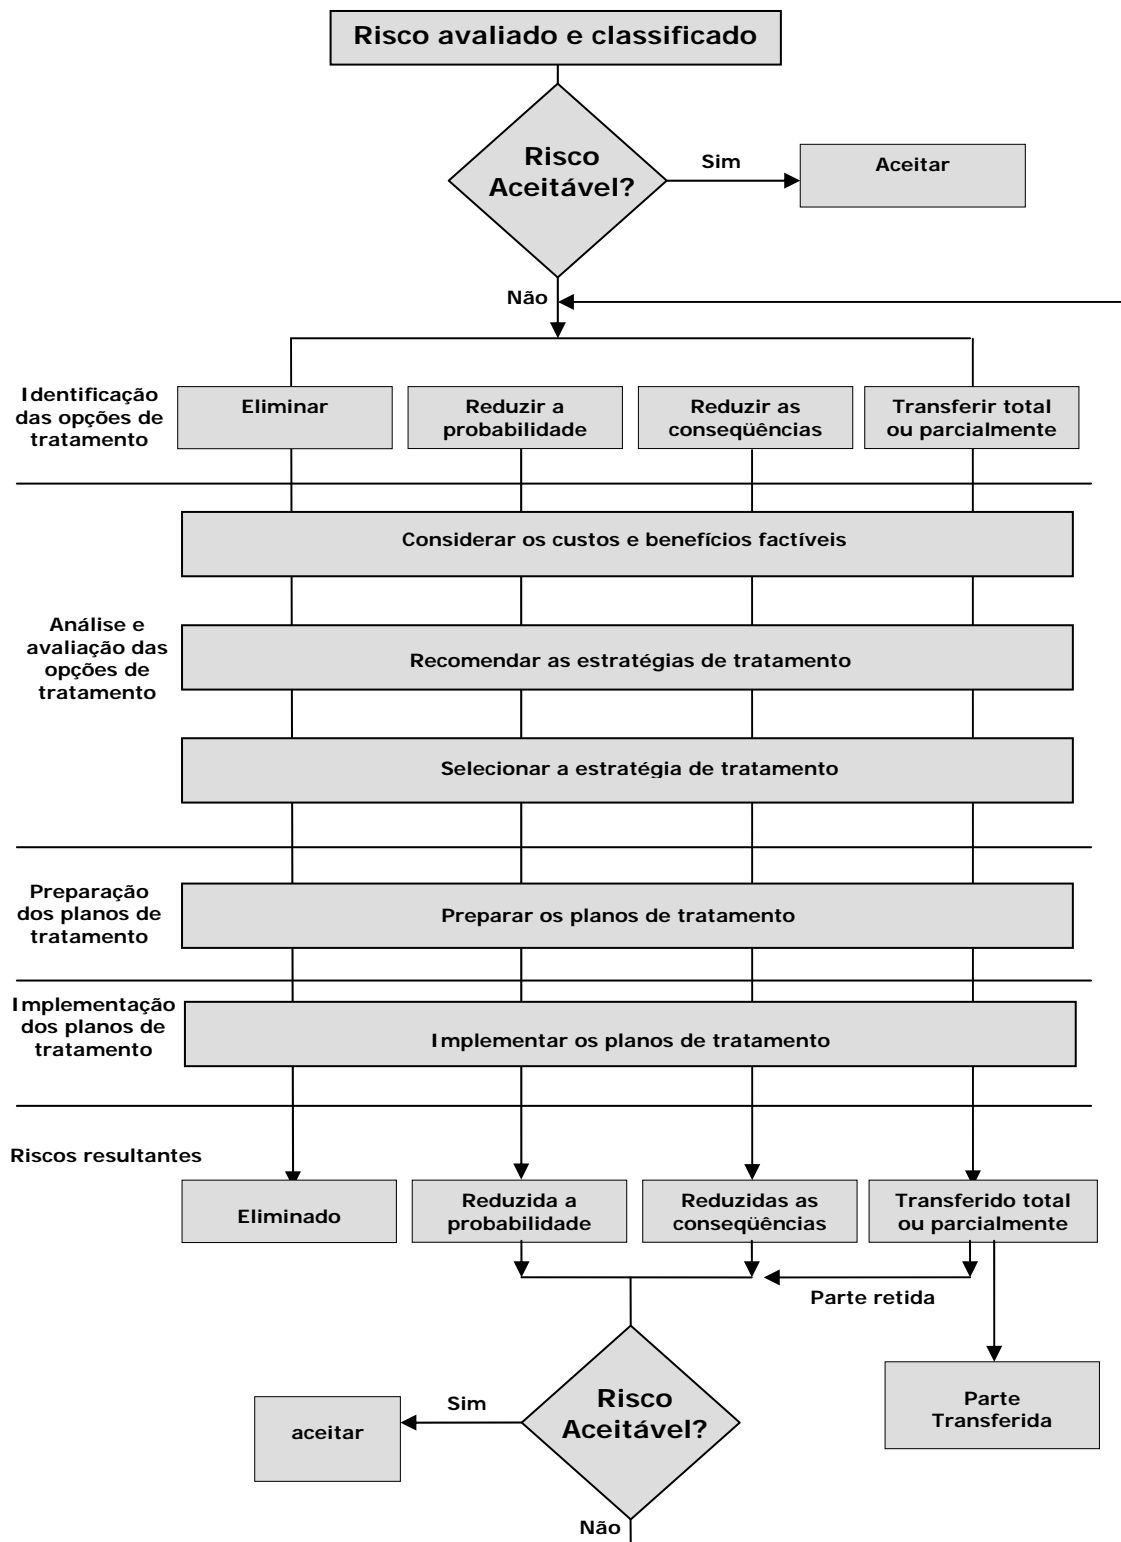 Risco avaliado e classificado
Risco
Aceitável?
Sim
Aceitar
Não
Identificação
das opções de
tratamento
Eliminar
Reduzir a
probabilidade
Reduzir as
conseqüências
Transferir total
ou parcialmente
Considerar os custos e benefícios factíveis
Análise e
avaliação das
opções de
tratamento
Recomendar as estratégias de tratamento
Selecionar a estratégia de tratamento
Preparação
dos planos de
tratamento
Preparar os planos de tratamento
Implementação
dos planos de
tratamento
Implementar os planos de tratamento
Riscos resultantes
Eliminado
Reduzida a
probabilidade
Reduzidas as
conseqüências
Transferido total
ou parcialmente
Parte retida
Parte
Transferida
Risco
Aceitável?
Sim
aceitar
Não